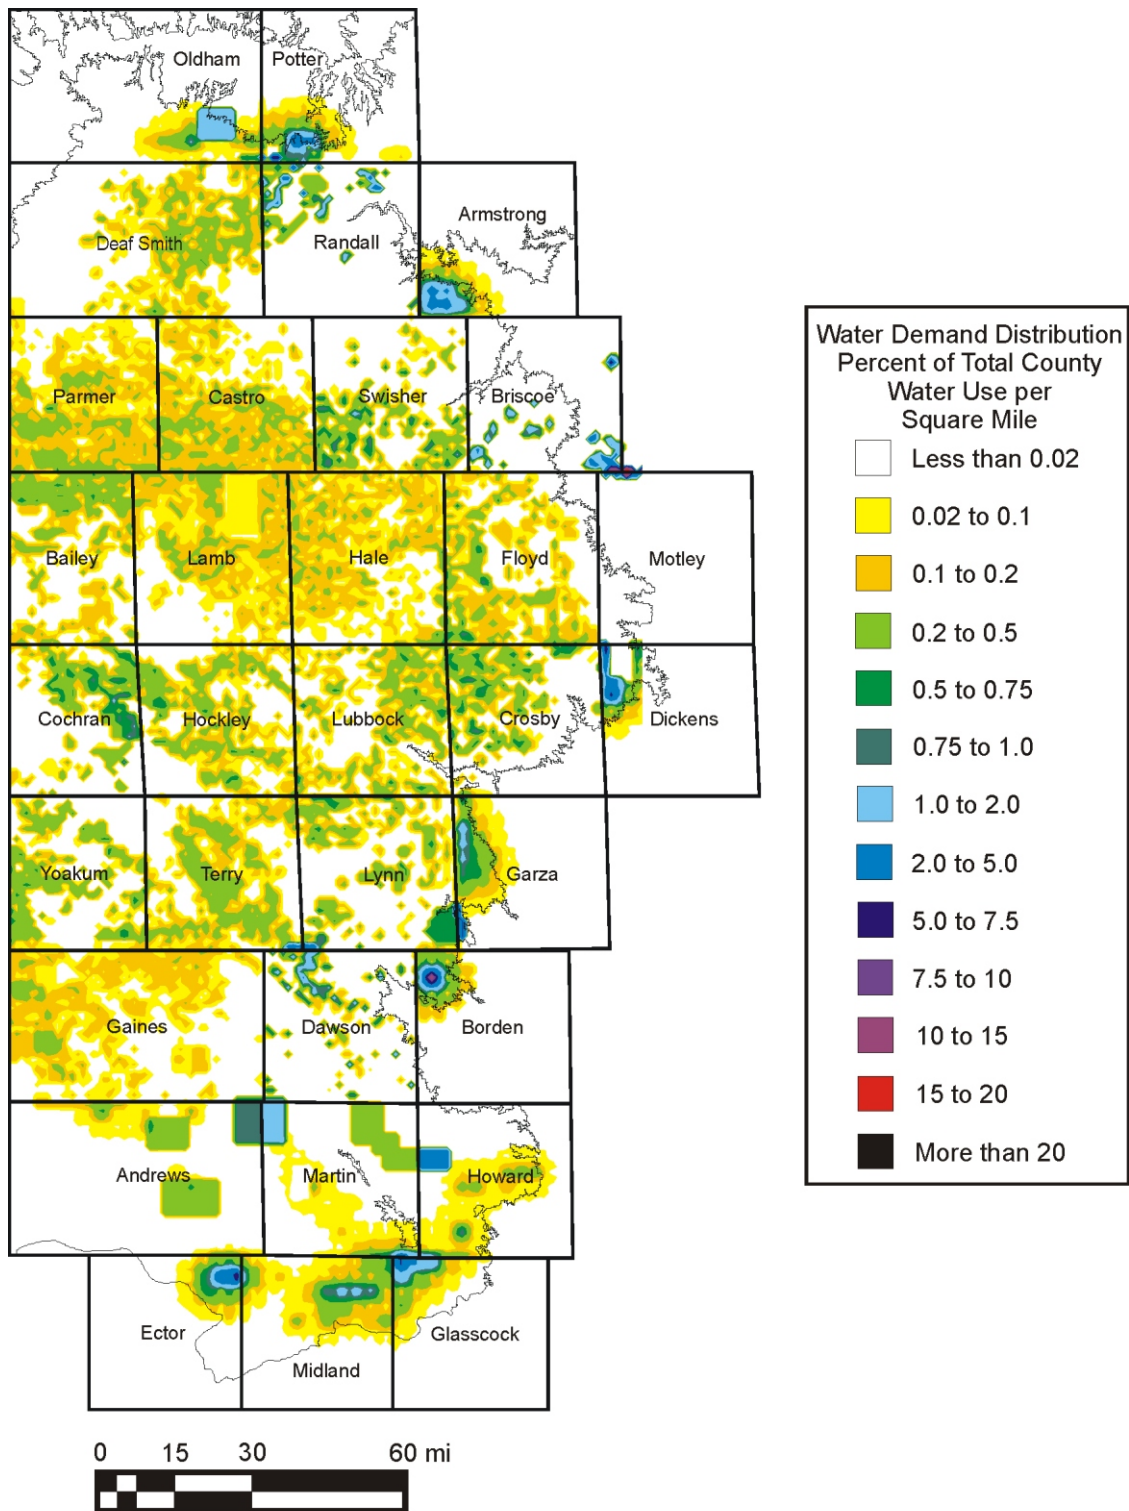 Oldham
Potter
Deaf Smith
Randall
Armstrong
Parmer
Castro
Swisher
Briscoe
Bailey
Lamb
Hale
Floyd
Motley
Cochran
Hockley
Lubbock
Crosby
Dickens
Yoakum
Terry
Lynn
Garza
Gaines
Dawson
Borden
Andrews
Martin
Howard
Ector
Midland
Glasscock
0 15 30 60 mi
Water Demand Distribution
Percent of Total County
Water Use per
Square Mile
Less than 0.02
0.02 to 0.1
0.1 to 0.2
0.2 to 0.5
0.5 to 0.75
0.75 to 1.0
1.0 to 2.0
2.0 to 5.0
5.0 to 7.5
7.5 to 10
10 to 15
15 to 20
More than 20